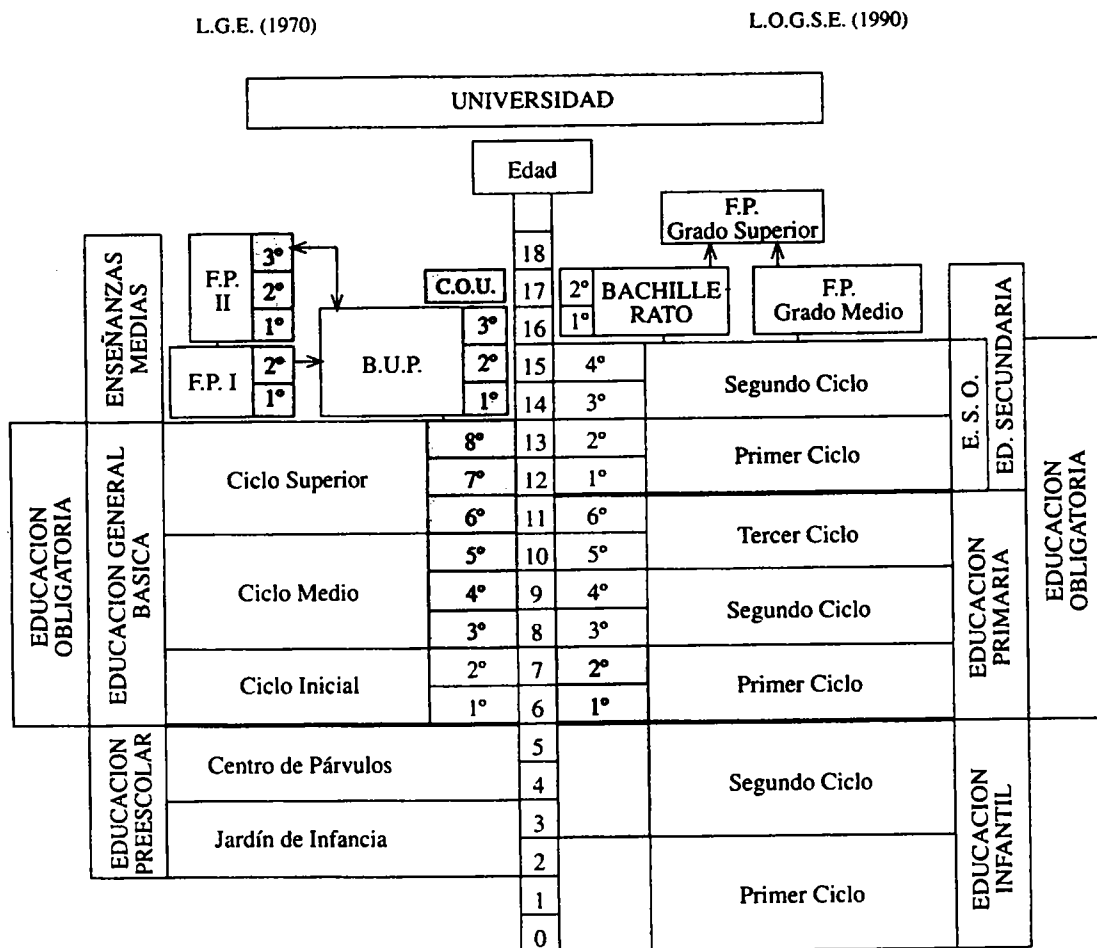 L.G.E. (1970)
L.O.G.S.E. (1990)
UNIVERSIDAD
Edad
F.P.
Grado Superior
18
17
16
15
14
13
12
11
10
9
8
7
6
5
4
3
2
1
0
ENSEÑANZAS
MEDIAS
F.P.
II
3º
2º
1º
F.P. I
2º
1º
C.O.U.
B.U.P.
3º
2º
1º
EDUCACION
OBLIGATORIA
EDUCACION GENERAL
BASICA
Ciclo Superior
8º
7º
6º
Ciclo Medio
5º
4º
3º
Ciclo Inicial
2º
1º
EDUCACION
PREESCOLAR
Centro de Párvulos
Jardín de Infancia
2º
1º
BACHILLE
RATO
F.P.
Grado Medio
4º
3º
Segundo Ciclo
2º
1º
Primer Ciclo
E. S. O.
ED. SECUNDARIA
6º
5º
Tercer Ciclo
4º
3º
Segundo Ciclo
2º
1º
Primer Ciclo
EDUCACION
PRIMARIA
EDUCACION
OBLIGATORIA
Segundo Ciclo
Primer Ciclo
EDUCACION
INFANTIL